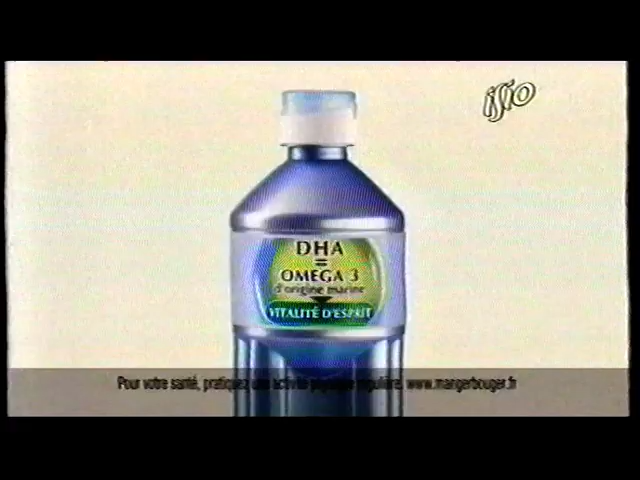 isio
DHA
=
OMEGA 3
d'origine marine
VITALITÉ D'ESPRIT
Pour votre santé, pratiquez une activité physique régulière. www.mangerbouger.fr